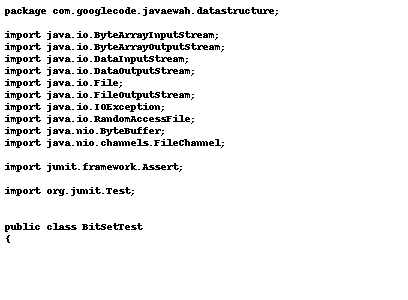 package com.googlecode.javaewah.datastructure;

import java.io.ByteArrayInputStream;
import java.io.ByteArrayOutputStream;
import java.io.DataInputStream;
import java.io.DataOutputStream;
import java.io.File;
import java.io.FileOutputStream;
import java.io.IOException;
import java.io.RandomAccessFile;
import java.nio.ByteBuffer;
import java.nio.channels.FileChannel;

import junit.framework.Assert;

import org.junit.Test;


public class BitSetTest
{